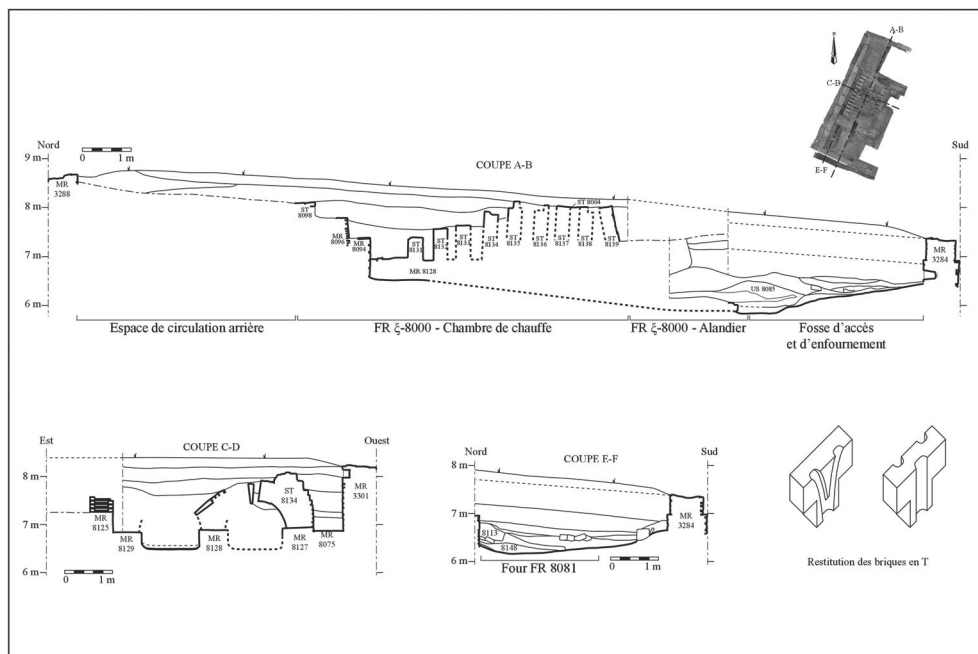 A-B
N
C-D
E-F
Nord
0 1 m
COUPE A-B
Sud
9 m
8 m
7 m
6 m
MR
3288
ST
8098
MR
8096
MR
8094
ST
8131
ST
8132
ST
8133
ST
8134
ST
8135
ST 8004
ST
8136
ST
8137
ST
8138
ST
8139
MR 8128
US 8085
MR
3284
Espace de circulation arrière
FR ξ-8000 - Chambre de chauffe
FR ξ-8000 - Alandier
Fosse d'accès
et d'enfournement
Est
COUPE C-D
Ouest
8 m
7 m
6 m
MR
8125
MR
8129
MR
8128
ST
8134
MR
8127
MR
8075
MR
3301
0 1 m
Nord
COUPE E-F
Sud
8 m
7 m
6 m
8113
8148
MR
3284
0 1 m
Four FR 8081
Restitution des briques en T